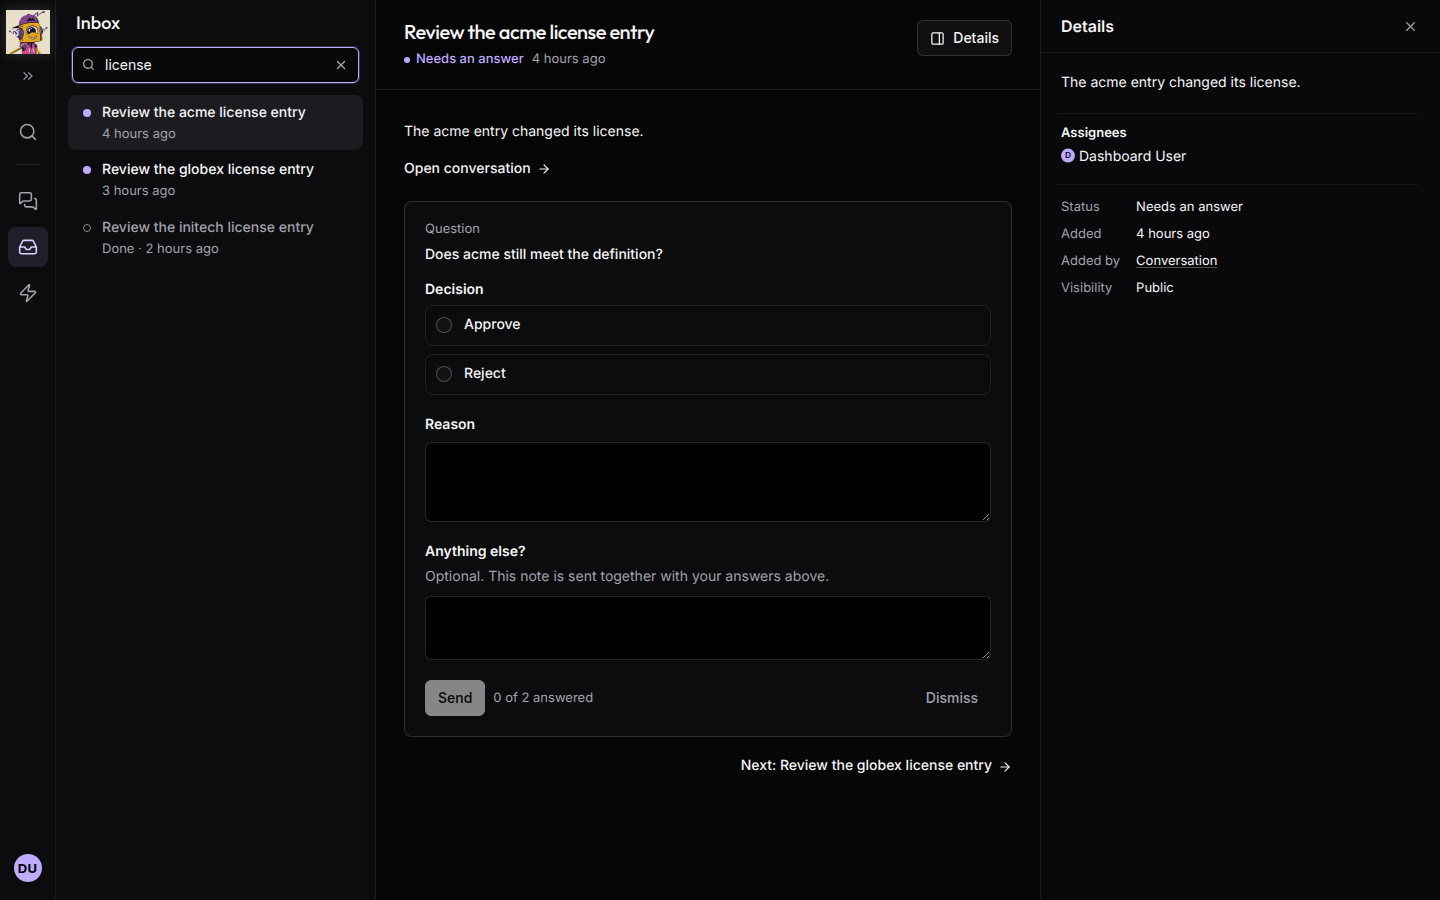 Inbox
license
Review the acme license entry
4 hours ago
Review the globex license entry
3 hours ago
Review the initech license entry
Done · 2 hours ago
DU
Review the acme license entry
Needs an answer 4 hours ago
Details
The acme entry changed its license.
Open conversation →
Question
Does acme still meet the definition?
Decision
Approve
Reject
Reason
Anything else?
Optional. This note is sent together with your answers above.
Send 0 of 2 answered Dismiss
Next: Review the globex license entry →
Details
The acme entry changed its license.
Assignees
D Dashboard User
Status Needs an answer
Added 4 hours ago
Added by Conversation
Visibility Public